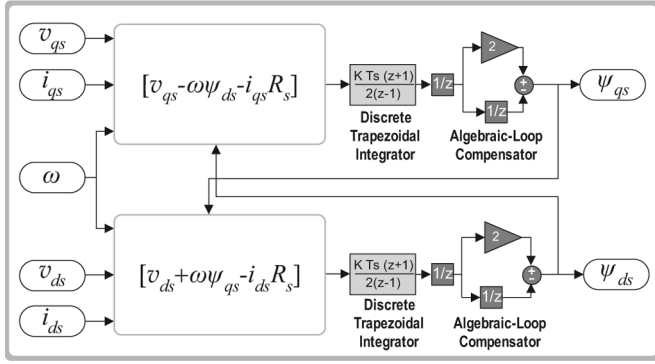 v_qs
i_qs
ω
v_ds
i_ds
[v_qs-ωψ_ds-i_qsR_s]
K Ts (z+1)
2(z-1)
Discrete
Trapezoidal
Integrator
1/z
2
1/z
±
Algebraic-Loop
Compensator
ψ_qs
[v_ds+ωψ_qs-i_dsR_s]
K Ts (z+1)
2(z-1)
Discrete
Trapezoidal
Integrator
1/z
2
1/z
±
Algebraic-Loop
Compensator
ψ_ds